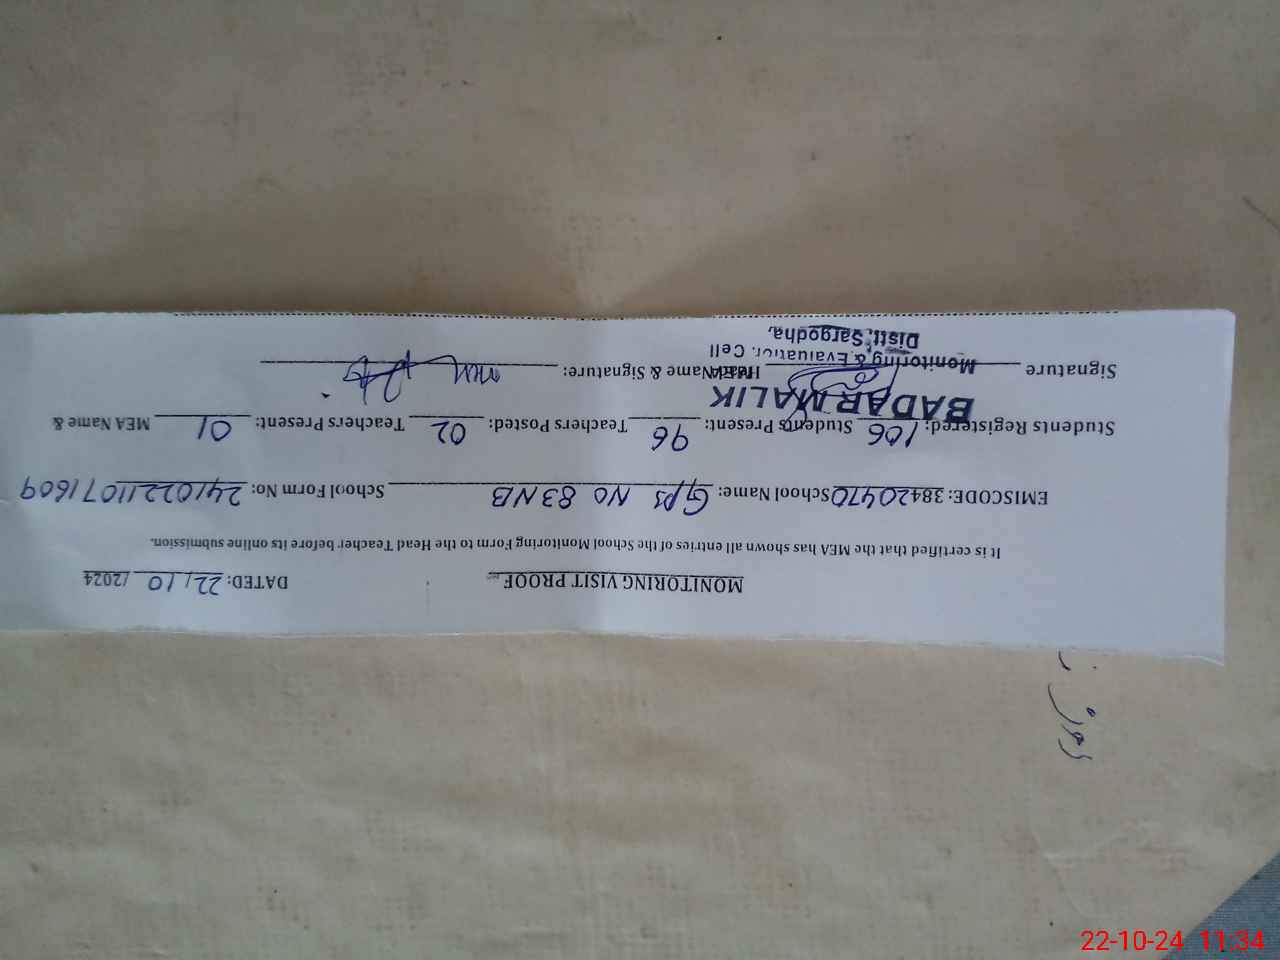 MONITORING VISIT PROOF DATED: 22/10/2024
It is certified that the MEA has shown all entries of the School Monitoring Form to the Head Teacher before its online submission.
EMISCODE: 38420470 School Name: GPS NO 83NB School Form No: 24102211071609
Students Registered: 106 Students Present: 96 Teachers Posted: 02 Teachers Present: 01 MEA Name &
BADAR MALIK
Signature Head Name & Signature:
MEA
Monitoring & Evaluation Cell
Distt, Sargodha,
22-10-24 11:34